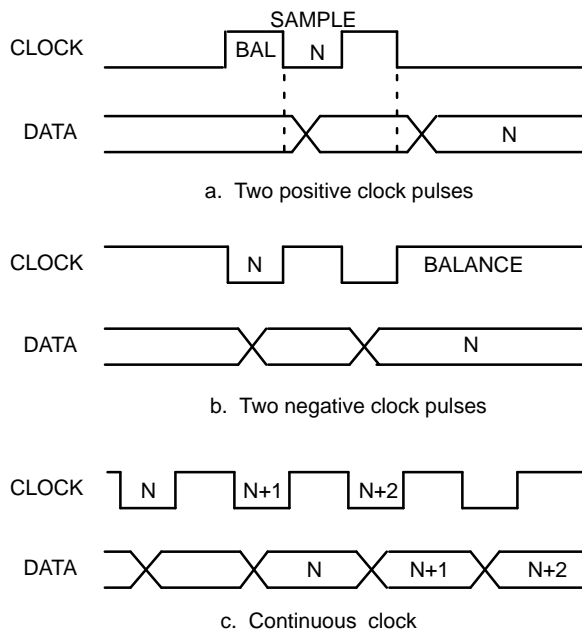 SAMPLE
CLOCK BAL N
DATA N
a. Two positive clock pulses
CLOCK N BALANCE
DATA N
b. Two negative clock pulses
CLOCK N N+1 N+2
DATA N N+1 N+2
c. Continuous clock